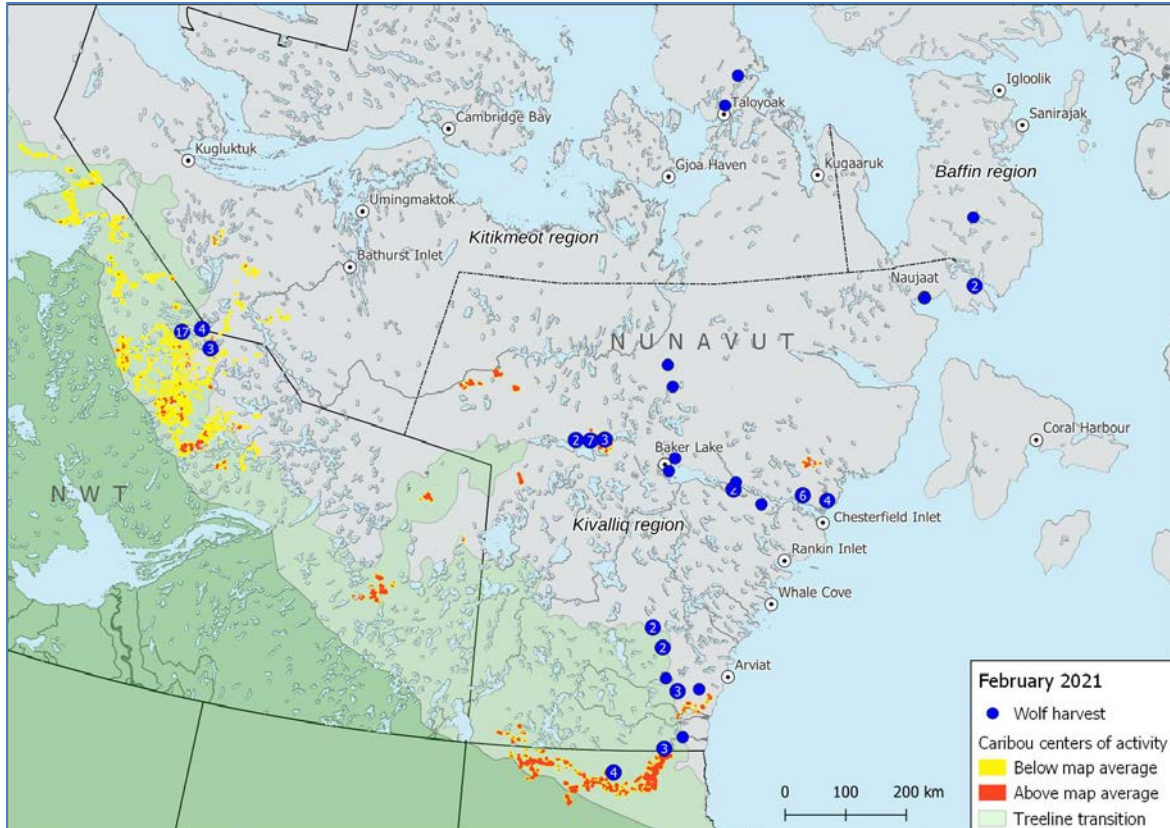 Igloolik
Taloyoak
Sanirajak
Cambridge Bay
Kugluktuk
Gjoa Haven
Kugaaruk
Baffin region
Umingmaktok
Kitikmeot region
Bathurst Inlet
Naujaat
2
17
4
3
NUNAVUT
2
7
3
Baker Lake
Coral Harbour
NWT
2
6
4
Kivalliq region
Chesterfield Inlet
Rankin Inlet
Whale Cove
2
2
Arviat
3
3
4
0 100 200 km
February 2021
Wolf harvest
Caribou centers of activity
Below map average
Above map average
Treeline transition